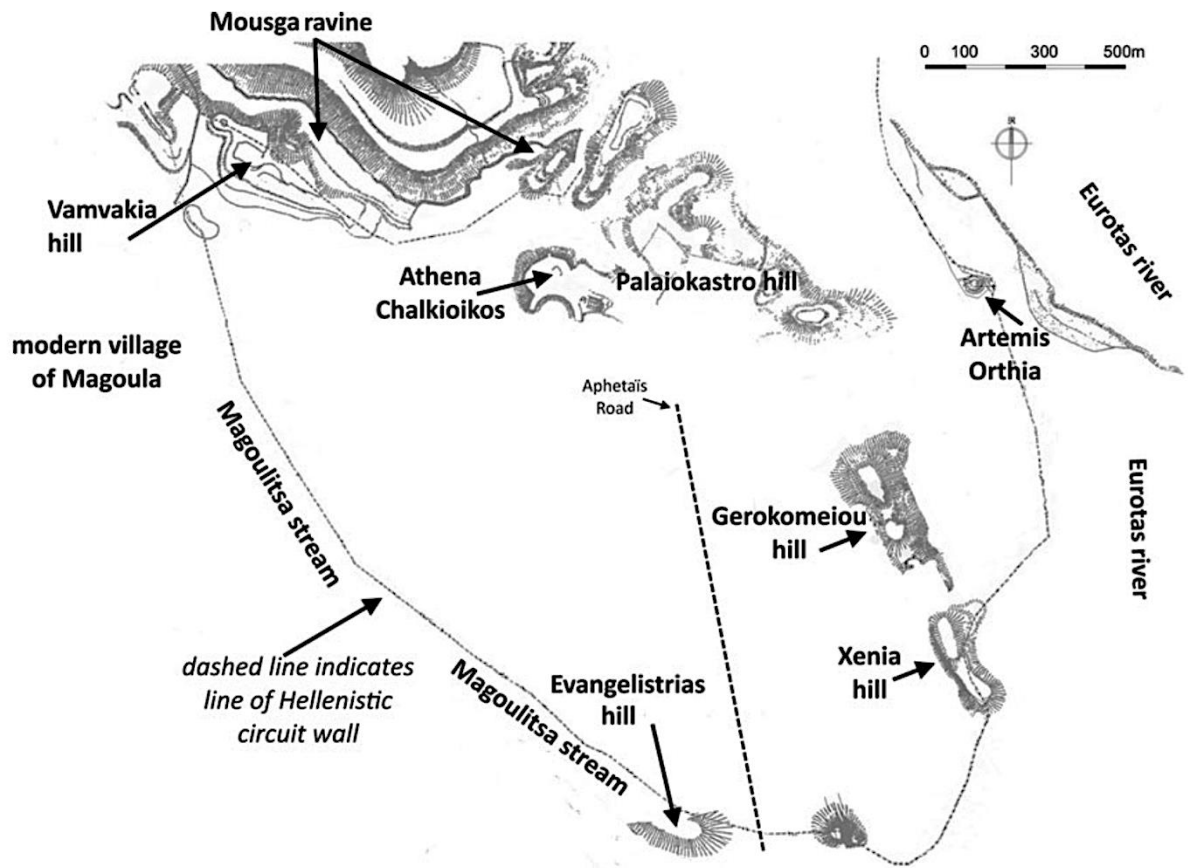 Mousga ravine
0 100 300 500m
Vamvakia
hill
Eurotas river
Athena
Chalkioikos
Palaiokastro hill
Artemis
Orthia
modern village
of Magoula
Aphetaïs
Road
Magoulitsa stream
Eurotas river
Gerokomeiou
hill
dashed line indicates
line of Hellenistic
circuit wall
Magoulitsa stream
Evangelistrias
hill
Xenia
hill